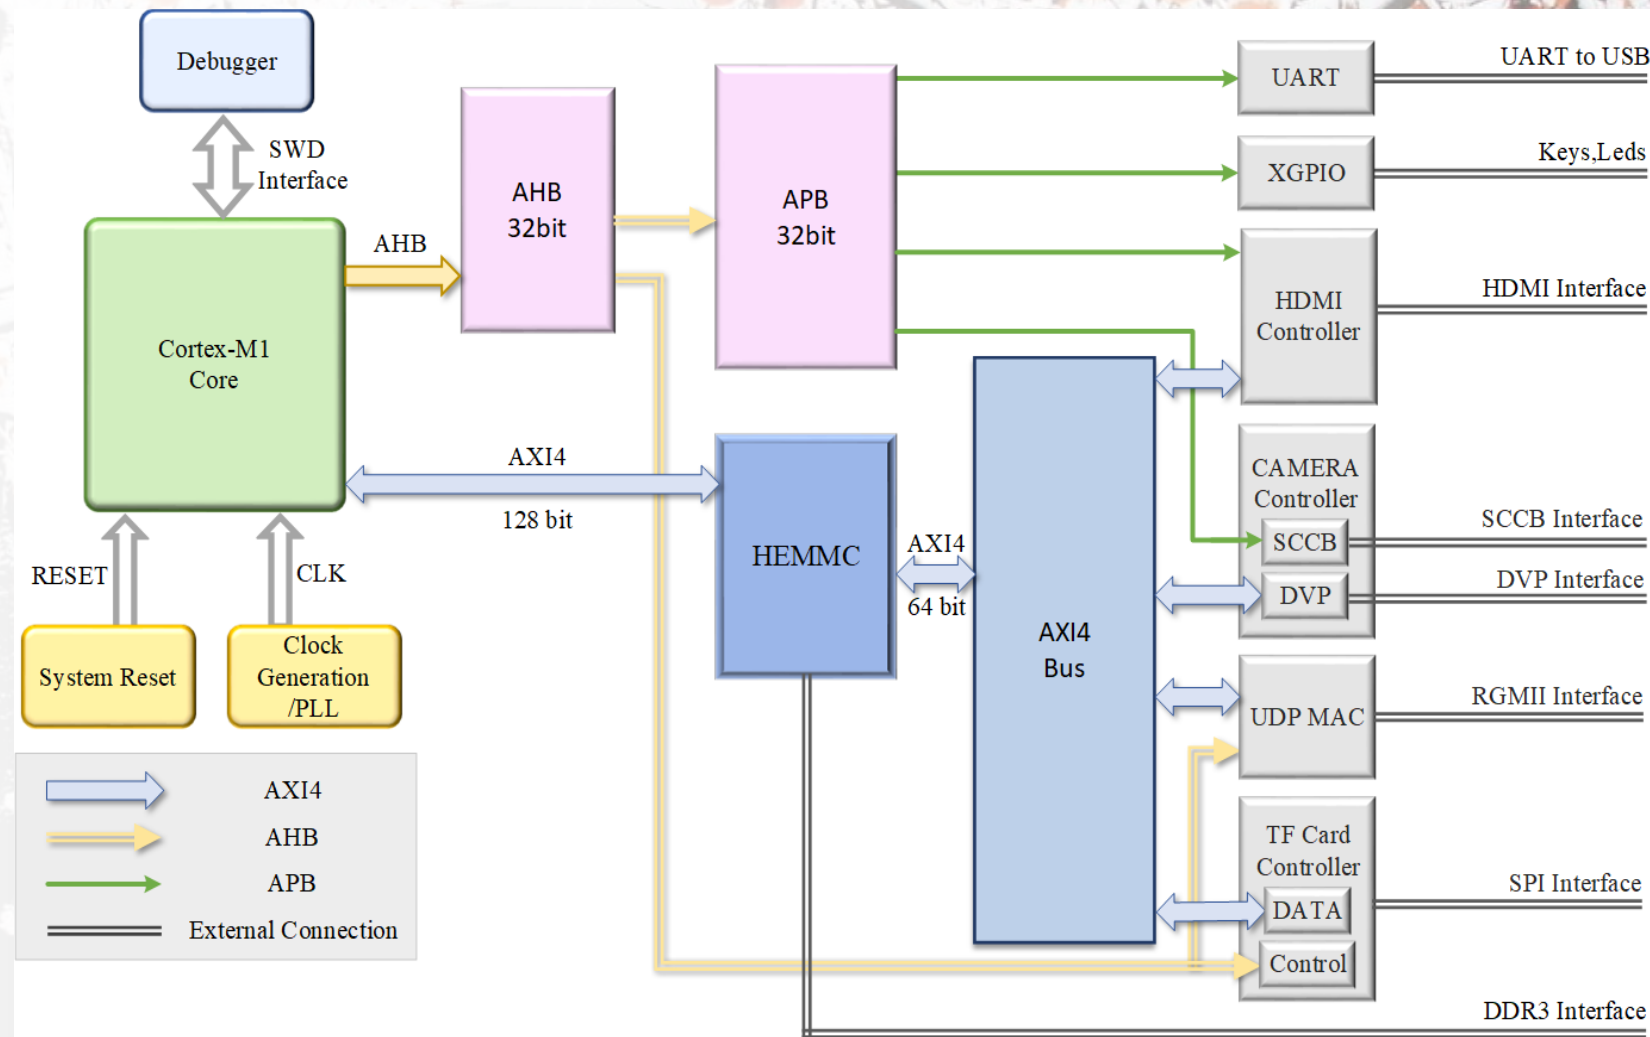 Debugger
SWD
Interface
AHB
AHB
32bit
APB
32bit
UART
UART to USB
XGPIO
Keys,Leds
HDMI
Controller
HDMI Interface
Cortex-M1
Core
AXI4
128 bit
HEMMC
AXI4
64 bit
AXI4
Bus
CAMERA
Controller
SCCB
SCCB Interface
DVP
DVP Interface
RESET
CLK
System Reset
Clock
Generation
/PLL
UDP MAC
RGMII Interface
TF Card
Controller
DATA
Control
SPI Interface
DDR3 Interface
AXI4
AHB
APB
External Connection